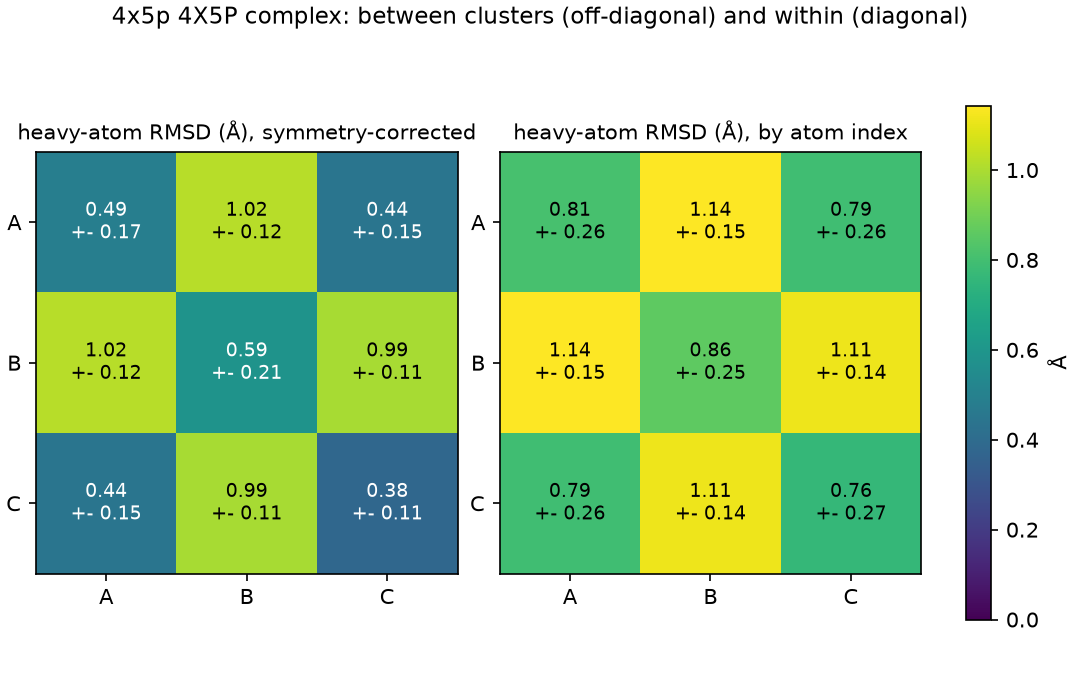 4x5p 4X5P complex: between clusters (off-diagonal) and within (diagonal)
heavy-atom RMSD (Å), symmetry-corrected
A
0.49
+- 0.17
1.02
+- 0.12
0.44
+- 0.15
B
1.02
+- 0.12
0.59
+- 0.21
0.99
+- 0.11
C
0.44
+- 0.15
0.99
+- 0.11
0.38
+- 0.11
A
B
C
heavy-atom RMSD (Å), by atom index
A
0.81
+- 0.26
1.14
+- 0.15
0.79
+- 0.26
B
1.14
+- 0.15
0.86
+- 0.25
1.11
+- 0.14
C
0.79
+- 0.26
1.11
+- 0.14
0.76
+- 0.27
A
B
C
1.0
0.8
0.6
0.4
0.2
0.0
Å